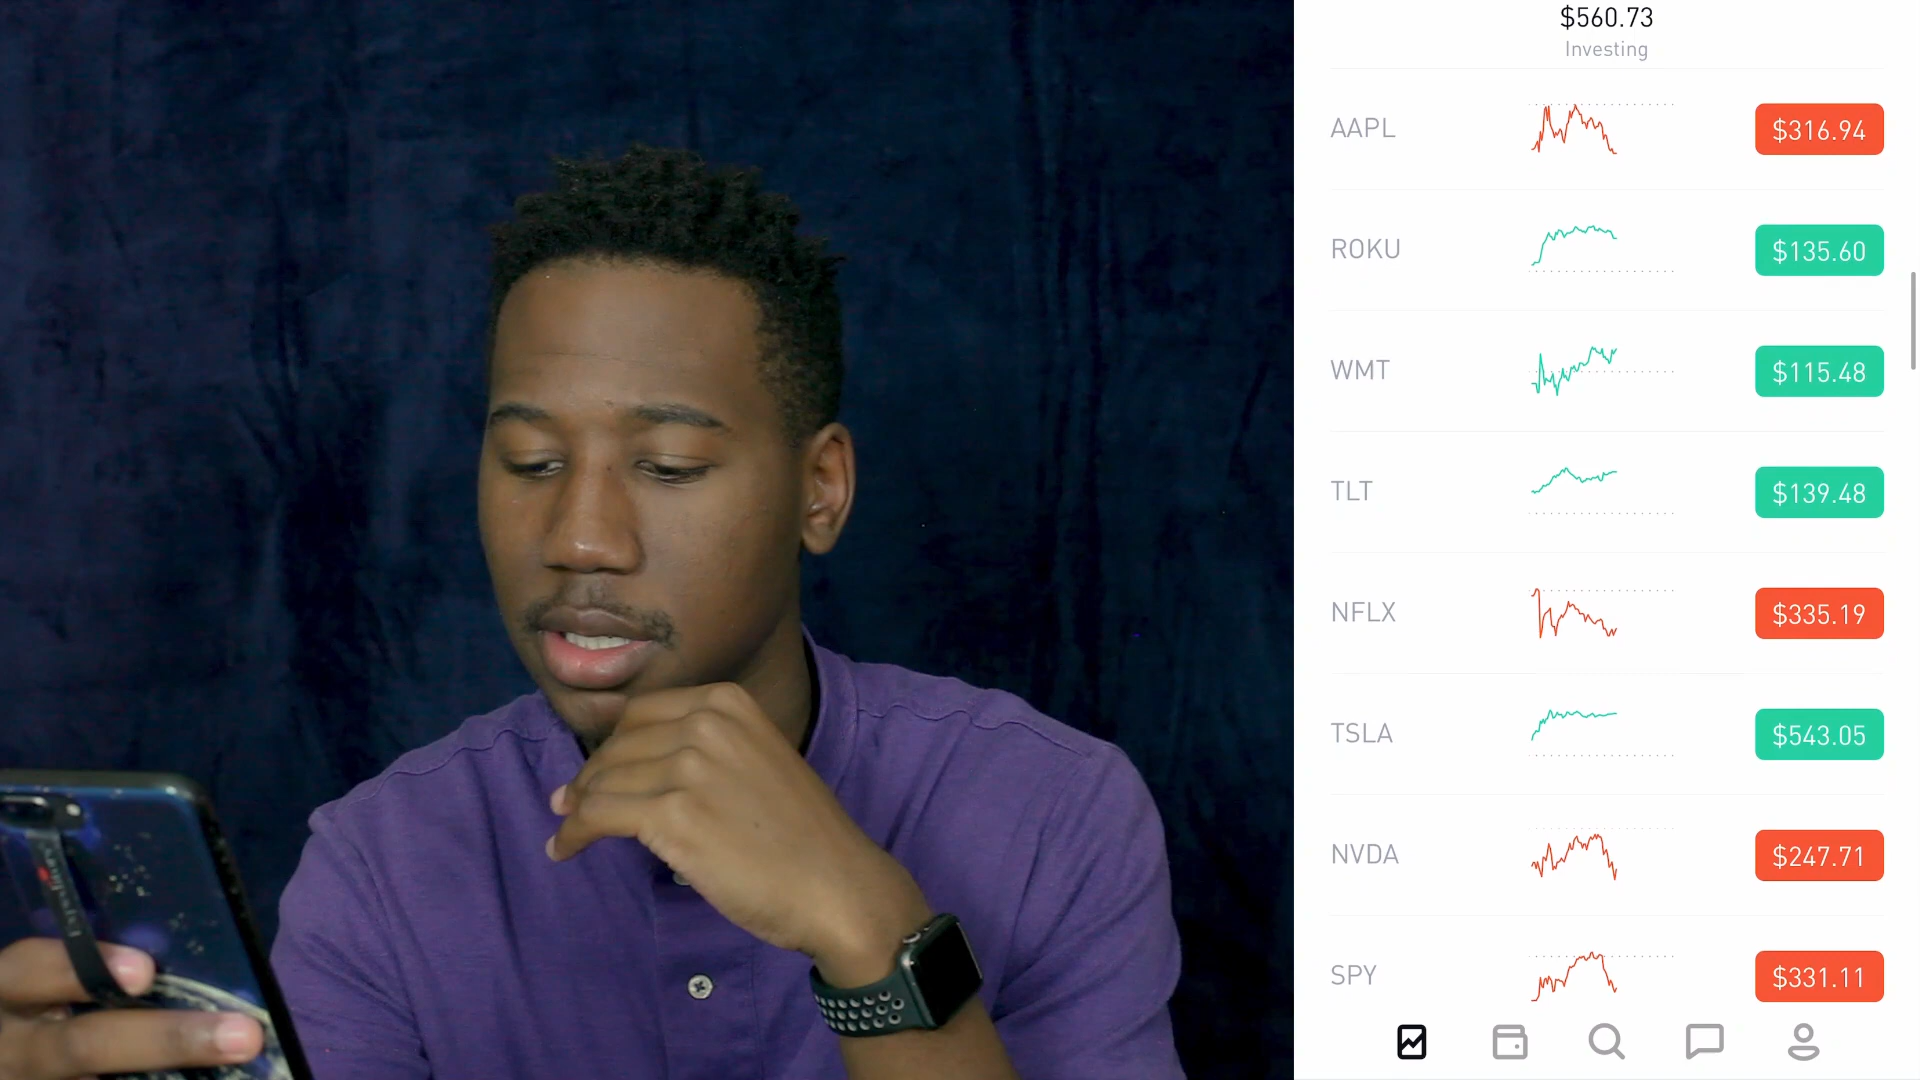 $560.73
Investing
AAPL $316.94
ROKU $135.60
WMT $115.48
TLT $139.48
NFLX $335.19
TSLA $543.05
NVDA $247.71
SPY $331.11